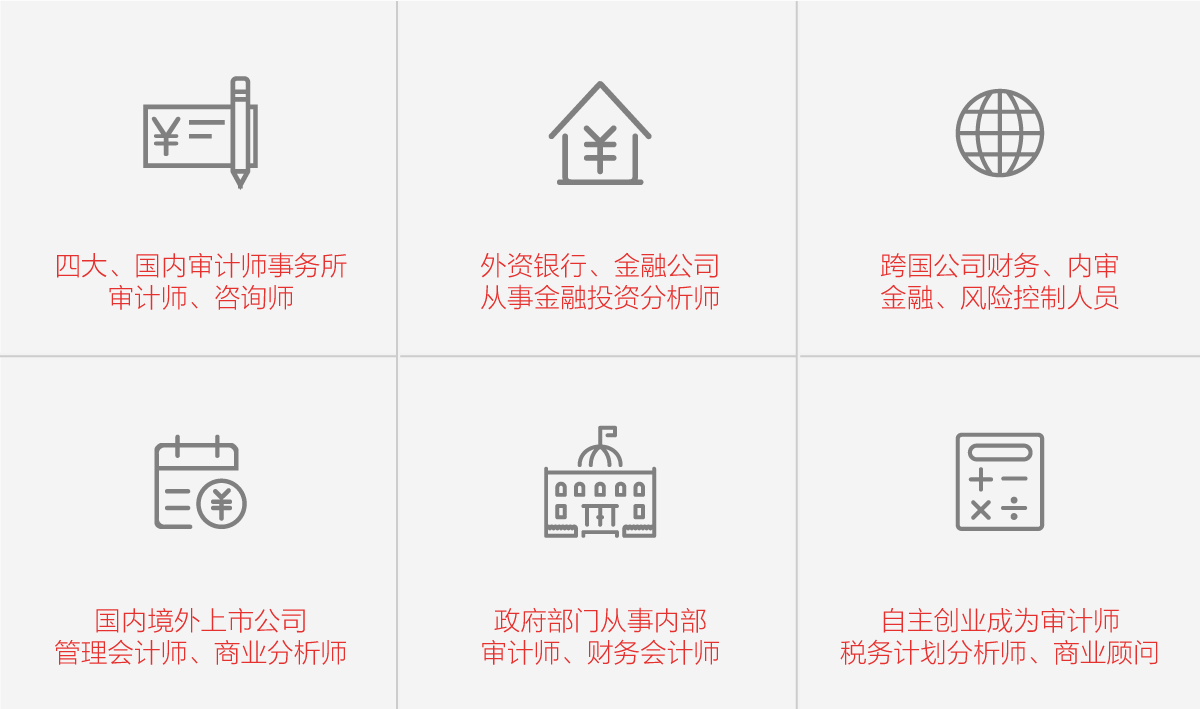 四大、国内审计师事务所
审计师、咨询师
外资银行、金融公司
从事金融投资分析师
跨国公司财务、内审
金融、风险控制人员
国内境外上市公司
管理会计师、商业分析师
政府部门从事内部
审计师、财务会计师
自主创业成为审计师
税务计划分析师、商业顾问